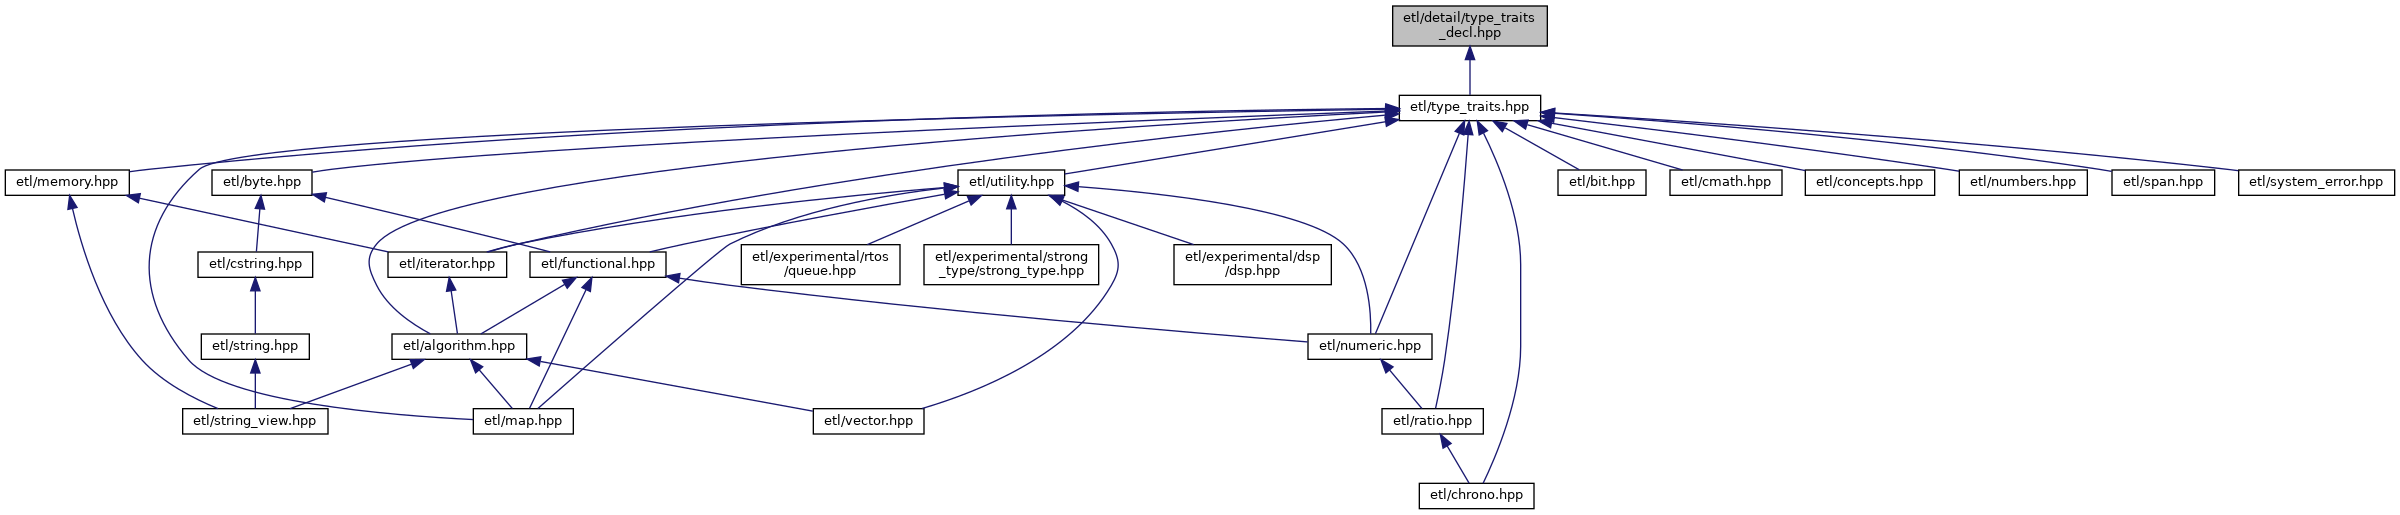 etl/detail/type_traits
_decl.hpp
etl/type_traits.hpp
etl/memory.hpp
etl/byte.hpp
etl/utility.hpp
etl/bit.hpp
etl/cmath.hpp
etl/concepts.hpp
etl/numbers.hpp
etl/span.hpp
etl/system_error.hpp
etl/cstring.hpp
etl/iterator.hpp
etl/functional.hpp
etl/experimental/rtos
/queue.hpp
etl/experimental/strong
_type/strong_type.hpp
etl/experimental/dsp
/dsp.hpp
etl/string.hpp
etl/algorithm.hpp
etl/numeric.hpp
etl/string_view.hpp
etl/map.hpp
etl/vector.hpp
etl/ratio.hpp
etl/chrono.hpp